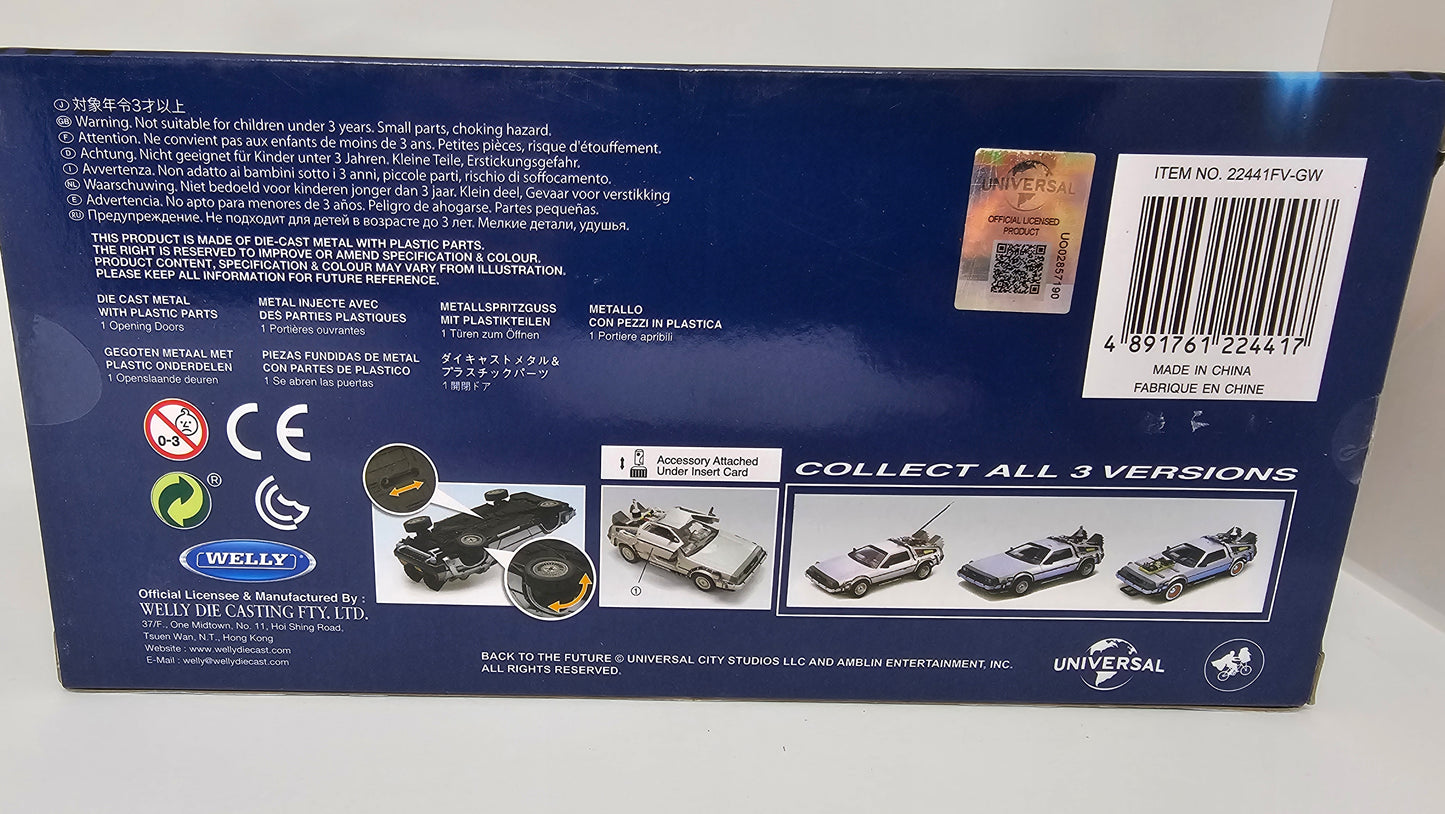 Ⓙ 対象年令3才以上
GB Warning. Not suitable for children under 3 years. Small parts, choking hazard.
F Attention. Ne convient pas aux enfants de moins de 3 ans. Petites pièces, risque d'étouffement.
D Achtung. Nicht geeignet für Kinder unter 3 Jahren. Kleine Teile, Erstickungsgefahr.
I Avvertenza. Non adatto ai bambini sotto i 3 anni, piccole parti, rischio di soffocamento.
NL Waarschuwing. Niet bedoeld voor kinderen jonger dan 3 jaar. Klein deel, Gevaar voor verstikking
E Advertencia. No apto para menores de 3 años. Peligro de ahogarse. Partes pequeñas.
RU Предупреждение. Не подходит для детей в возрасте до 3 лет. Мелкие детали, удушья.
THIS PRODUCT IS MADE OF DIE-CAST METAL WITH PLASTIC PARTS.
THE RIGHT IS RESERVED TO IMPROVE OR AMEND SPECIFICATION & COLOUR.
PRODUCT CONTENT, SPECIFICATION & COLOUR MAY VARY FROM ILLUSTRATION.
PLEASE KEEP ALL INFORMATION FOR FUTURE REFERENCE.
DIE CAST METAL
WITH PLASTIC PARTS
1 Opening Doors
METAL INJECTE AVEC
DES PARTIES PLASTIQUES
1 Portières ouvrantes
METALLSPRITZGUSS
MIT PLASTIKTEILEN
1 Türen zum Öffnen
METALLO
CON PEZZI IN PLASTICA
1 Portiere apribili
GEGOTEN METAAL MET
PLASTIC ONDERDELEN
1 Openslaande deuren
PIEZAS FUNDIDAS DE METAL
CON PARTES DE PLASTICO
1 Se abren las puertas
ダイキャストメタル&
プラスチックパーツ
1 開閉ドア
0-3
CE
®
WELLY
Official Licensee & Manufactured By :
WELLY DIE CASTING FTY. LTD.
37/F., One Midtown, No. 11, Hoi Shing Road,
Tsuen Wan, N.T., Hong Kong
Website : www.wellydiecast.com
E-Mail : welly@wellydiecast.com
UNIVERSAL
OFFICIAL LICENSED
PRODUCT
U002857190
ITEM NO. 22441FV-GW
4 891761 224417
MADE IN CHINA
FABRIQUE EN CHINE
Accessory Attached
Under Insert Card
①
COLLECT ALL 3 VERSIONS
BACK TO THE FUTURE © UNIVERSAL CITY STUDIOS LLC AND AMBLIN ENTERTAINMENT, INC.
ALL RIGHTS RESERVED.
UNIVERSAL